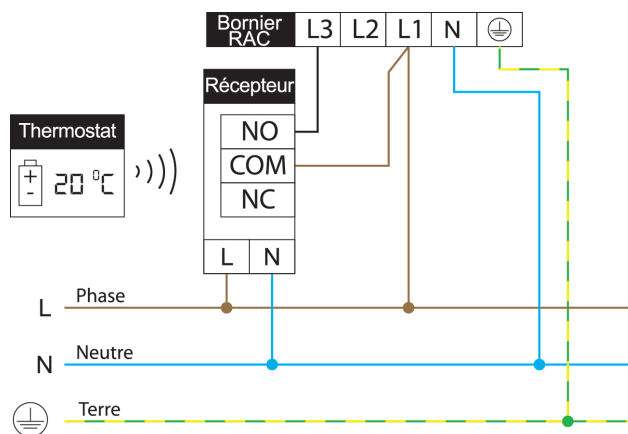 Bornier
RAC
L3 L2 L1 N
Récepteur
Thermostat
+
-
20 °C
NO
COM
NC
L N
L Phase
N Neutre
Terre